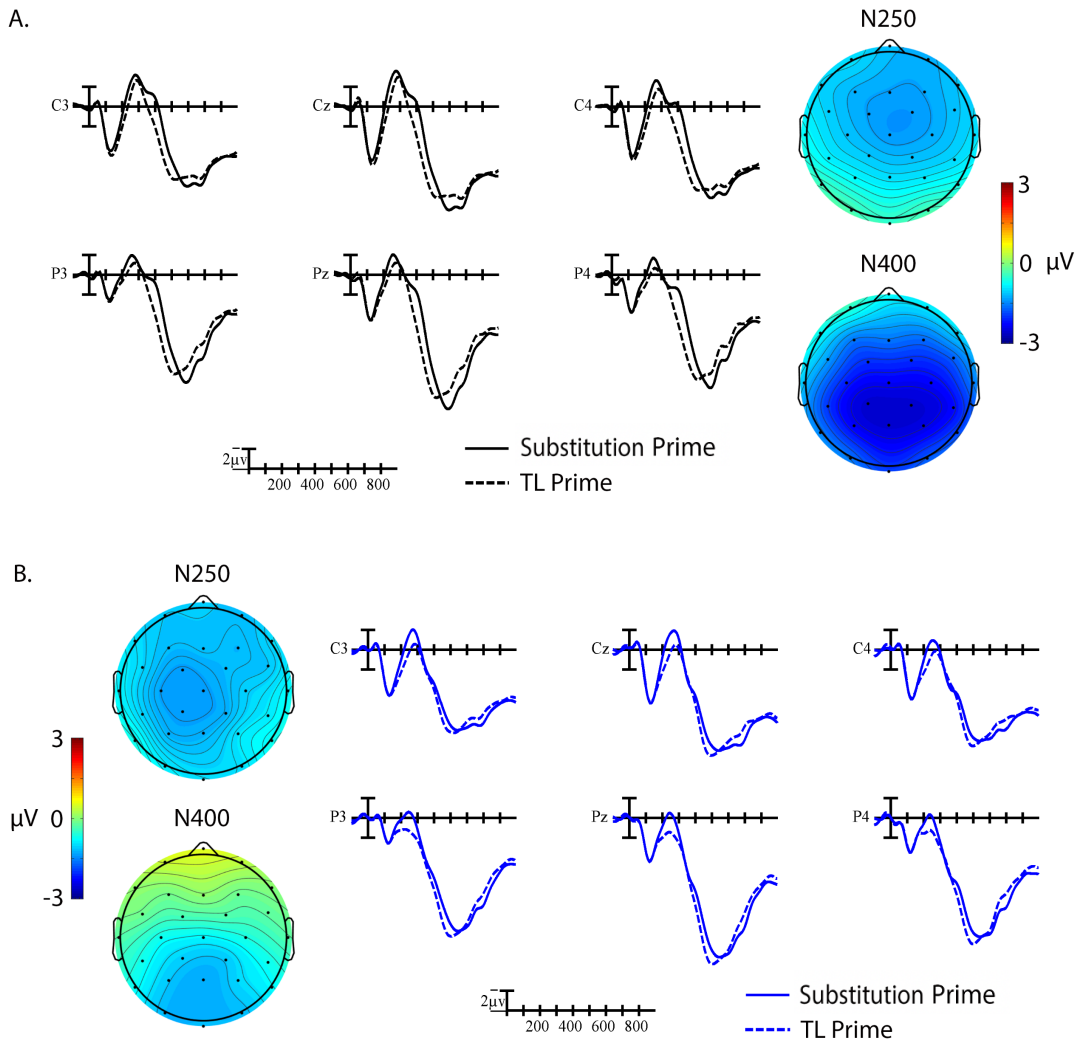 A.
N250
C3
Cz
C4
3
0 μV
-3
P3
Pz
P4
N400
2μv
200 400 600 800
Substitution Prime
TL Prime
B.
N250
C3
Cz
C4
3
μV 0
-3
N400
P3
Pz
P4
2μv
200 400 600 800
Substitution Prime
TL Prime